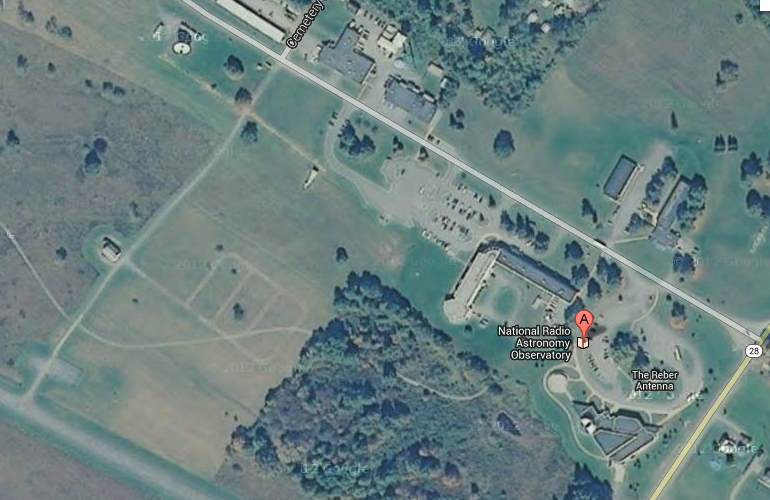 Cemetery
A
National Radio
Astronomy
Observatory
28
The Reber
Antenna